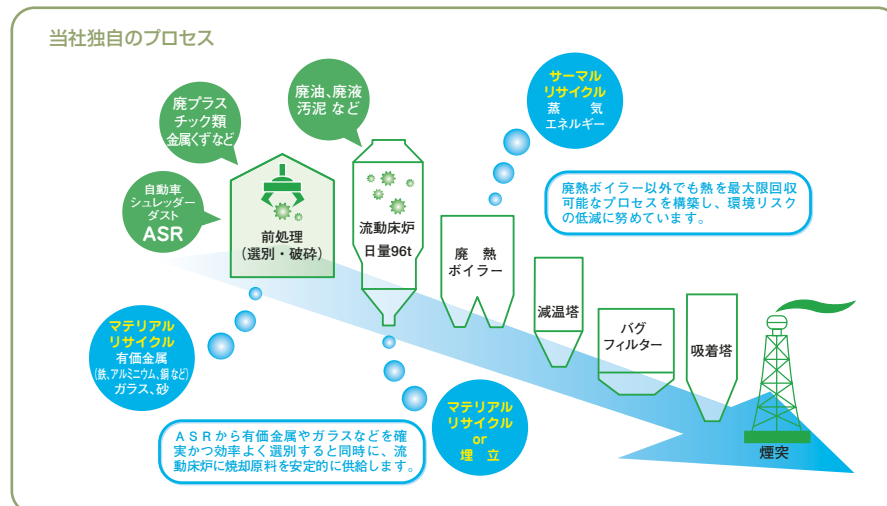 当社独自のプロセス
廃プラス
チック類
金属くずなど
廃油、廃液
汚泥 など
サーマル
リサイクル
蒸　気
エネルギー
自動車
シュレッダー
ダスト
ASR
前処理
（選別・破砕）
流動床炉
日量96t
廃　熱
ボイラー
廃熱ボイラー以外でも熱を最大限回収
可能なプロセスを構築し、環境リスク
の低減に努めています。
減温塔
バグ
フィルター
吸着塔
煙突
マテリアル
リサイクル
有価金属
（鉄、アルミニウム、銅など）
ガラス、砂
マテリアル
リサイクル
or
埋　立
ＡＳＲから有価金属やガラスなどを確
実かつ効率よく選別すると同時に、流
動床炉に焼却原料を安定的に供給します。